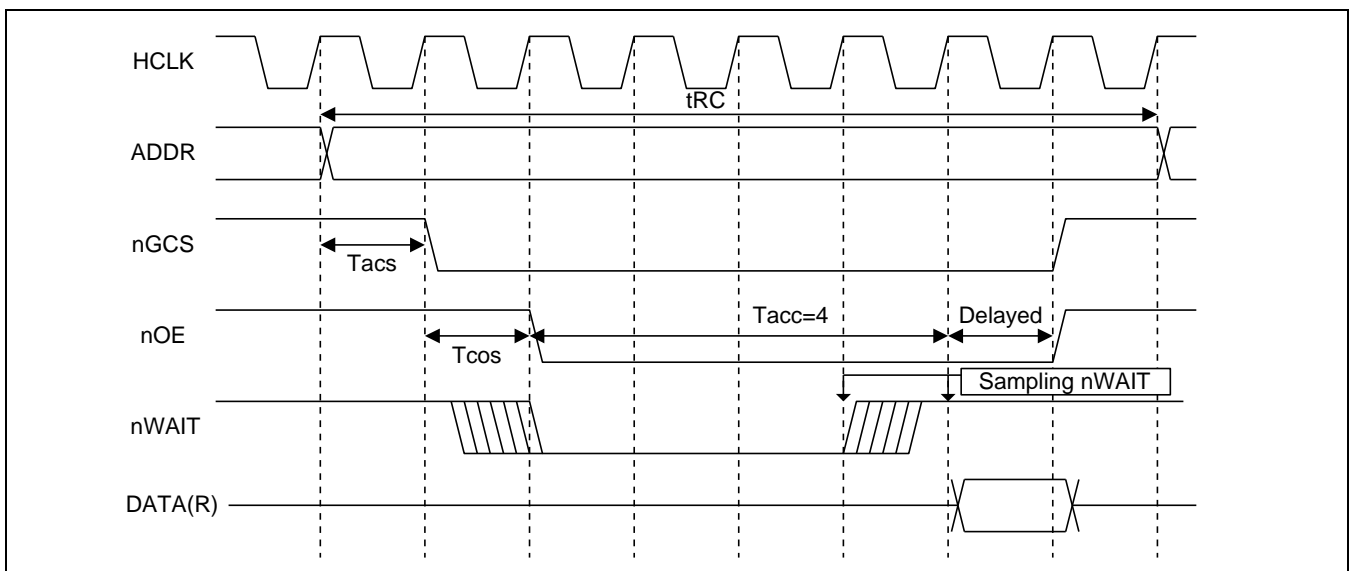 HCLK
tRC
ADDR
nGCS
Tacs
nOE
Tacc=4
Delayed
Tcos
Sampling nWAIT
nWAIT
DATA(R)